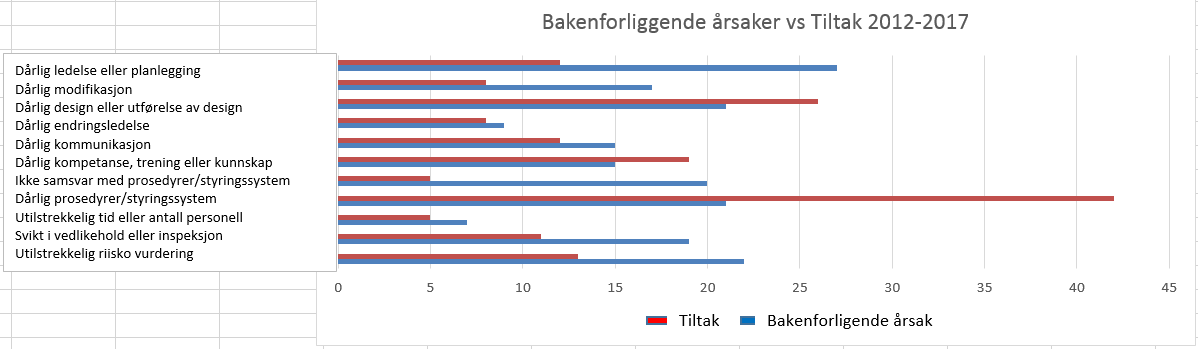 Bakenforliggende årsaker vs Tiltak 2012-2017
Dårlig ledelse eller planlegging
Dårlig modifikasjon
Dårlig design eller utførelse av design
Dårlig endringsledelse
Dårlig kommunikasjon
Dårlig kompetanse, trening eller kunnskap
Ikke samsvar med prosedyrer/styringssystem
Dårlig prosedyrer/styringssystem
Utilstrekkelig tid eller antall personell
Svikt i vedlikehold eller inspeksjon
Utilstrekkelig riisko vurdering
0 5 10 15 20 25 30 35 40 45
Tiltak Bakenforligende årsak